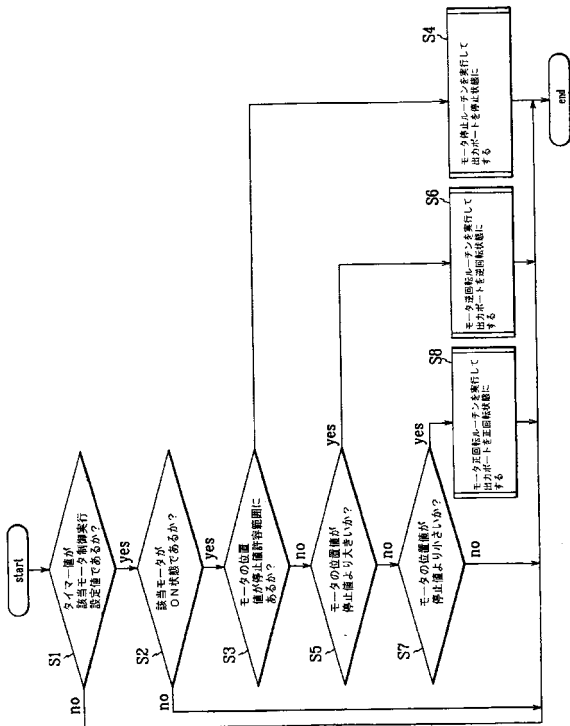 start
S1
タイマー値が
該当モータ制御実行
設定値であるか？
no
yes
S2
該当モータが
ON状態であるか？
no
yes
S3
モータの位置
値が停止値許容範囲に
あるか？
no
S5
モータの位置値が
停止値より大きいか？
yes
no
S7
モータの位置値が
停止値より小さいか？
yes
no
S8
モータ正回転ルーチンを実行して
出力ポートを正回転状態に
する
S6
モータ逆回転ルーチンを実行して
出力ポートを逆回転状態に
する
S4
モータ停止ルーチンを実行して
出力ポートを停止状態に
する
end